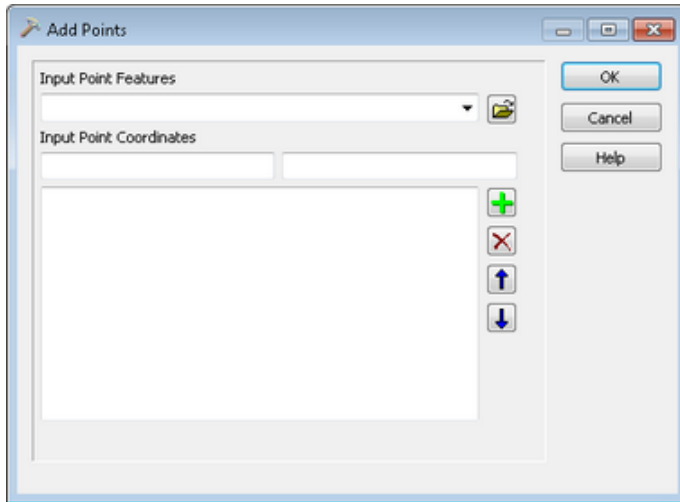 Add Points
Input Point Features
OK
Cancel
Input Point Coordinates
Help